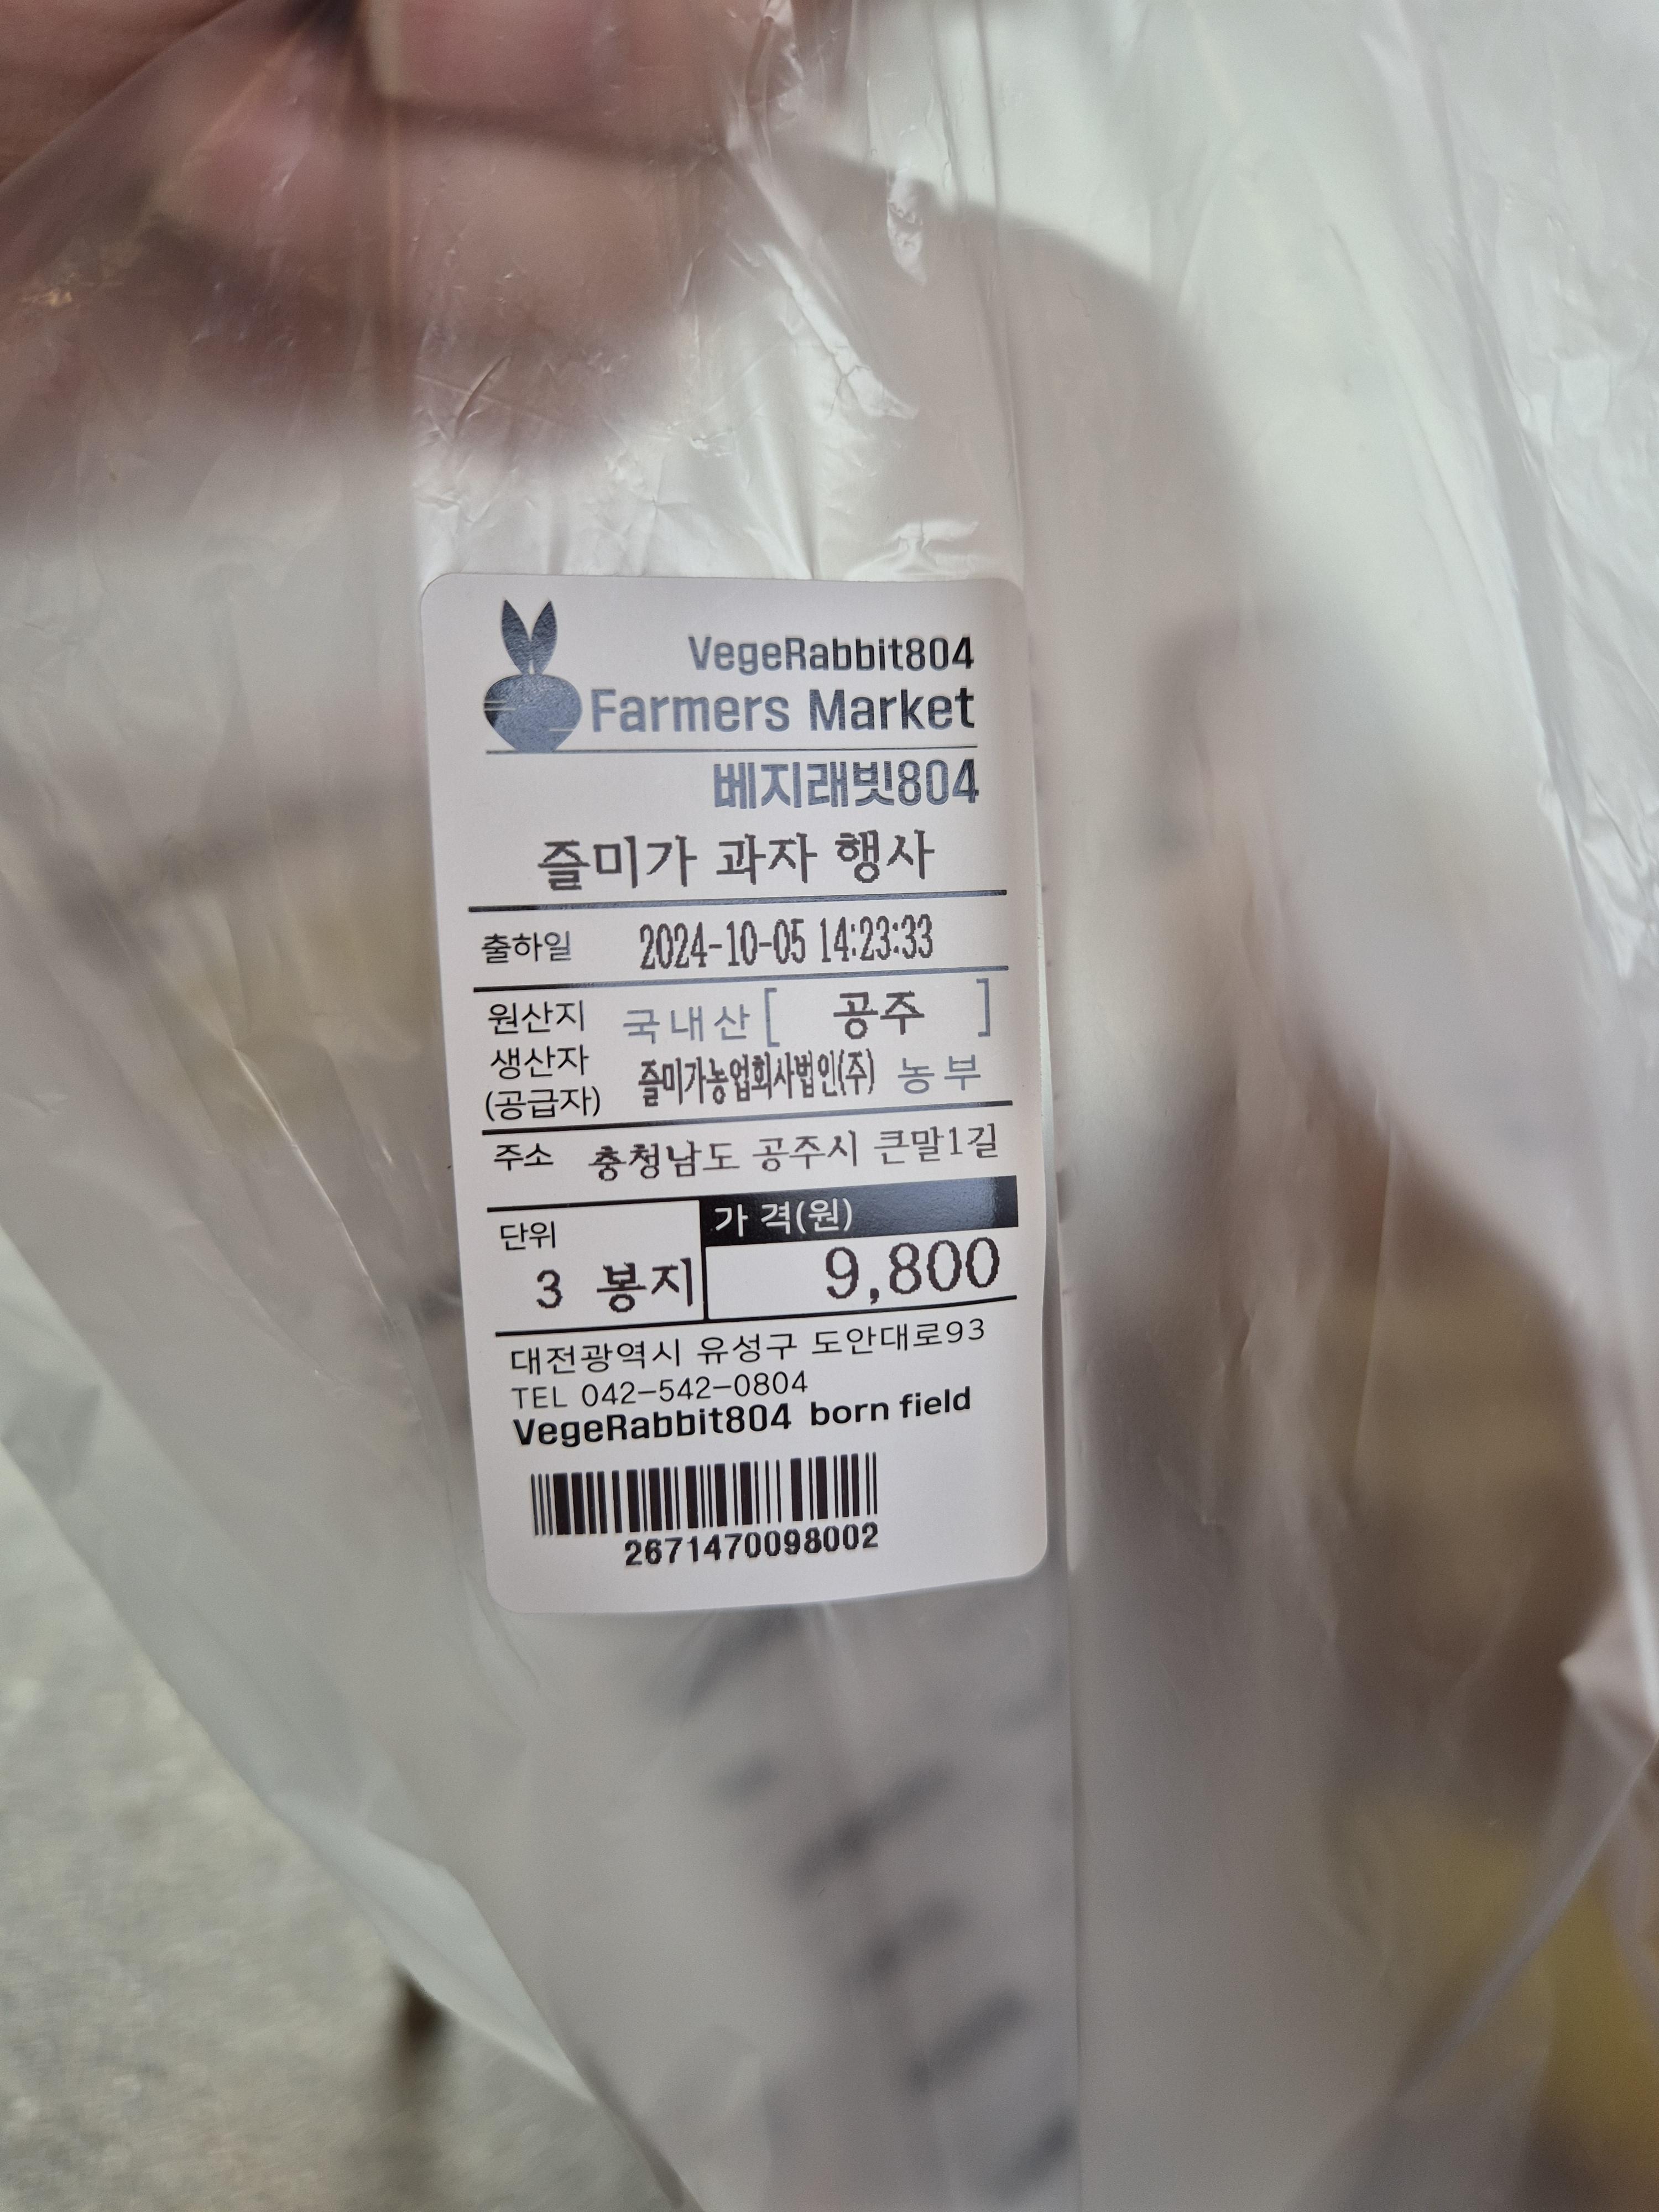 VegeRabbit804
Farmers Market
베지래빗804
즐미가 과자 행사
출하일 2024-10-05 14:23:33
원산지 국내산[ 공주 ]
생산자
(공급자) 즐미가농업회사법인(주) 농부
주소 충청남도 공주시 큰말1길
단위 가 격(원)
3 봉지 9,800
대전광역시 유성구 도안대로93
TEL 042-542-0804
VegeRabbit804 born field
2671470098002